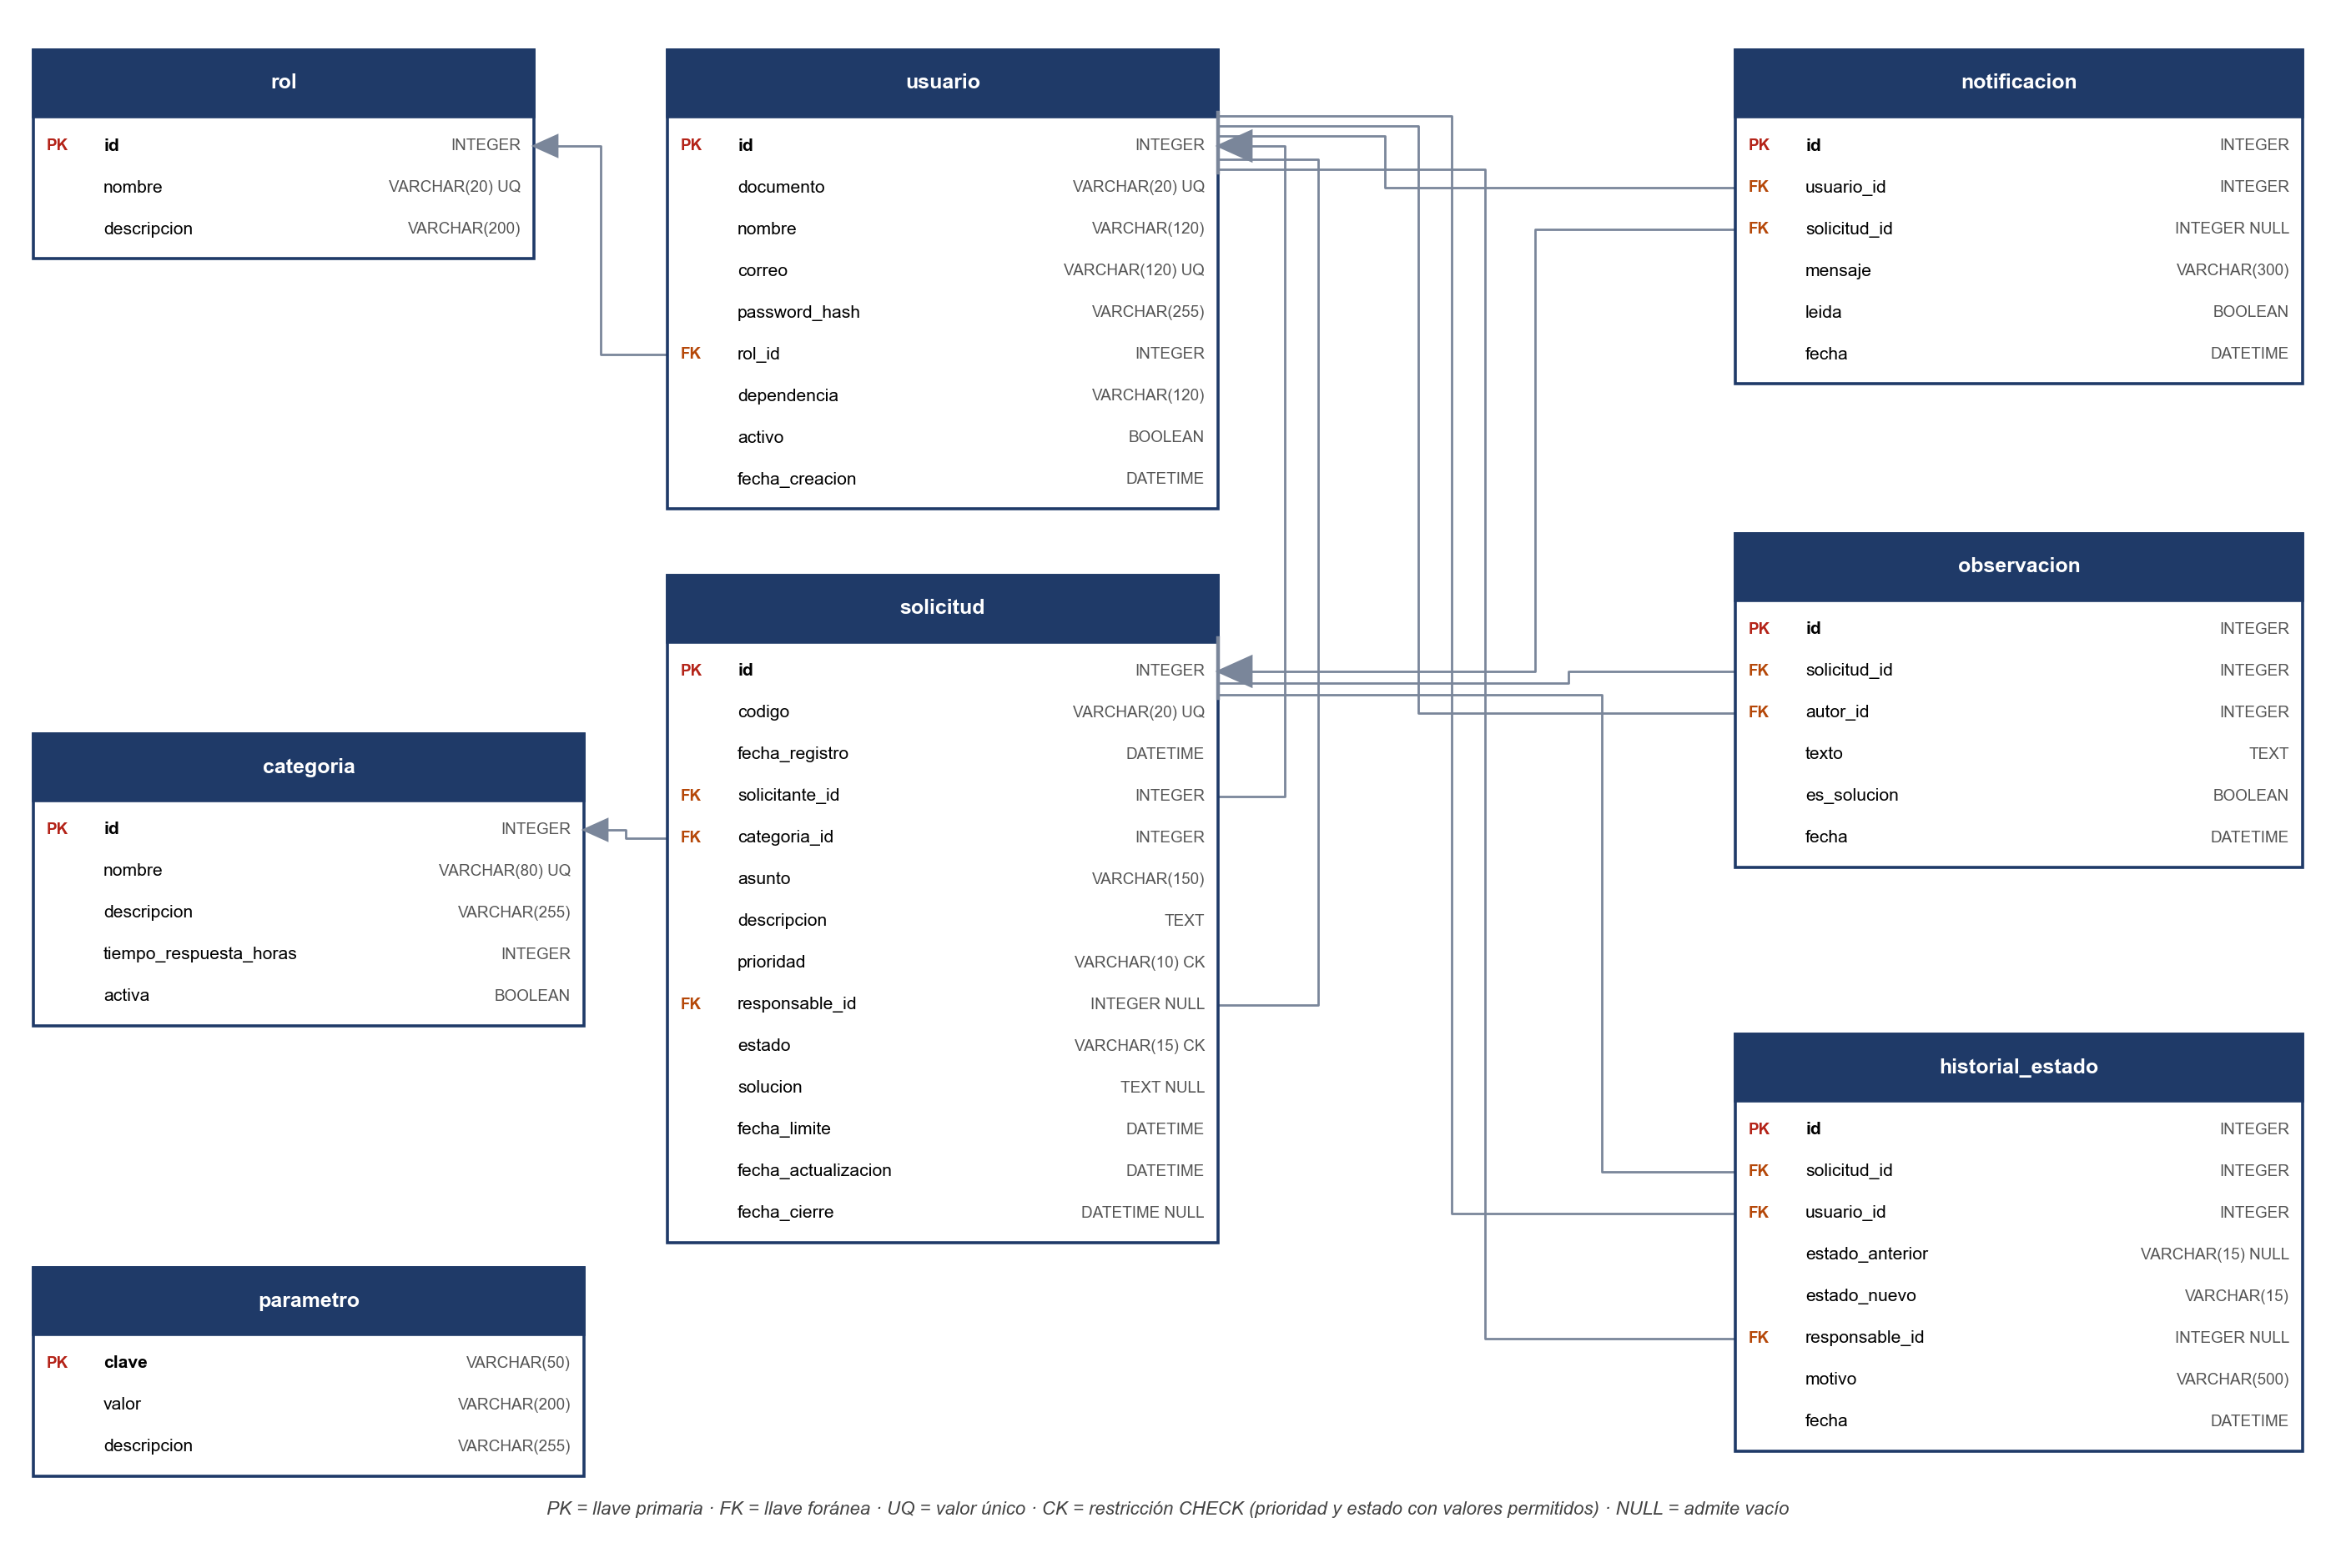 rol
PK id INTEGER
nombre VARCHAR(20) UQ
descripcion VARCHAR(200)
usuario
PK id INTEGER
documento VARCHAR(20) UQ
nombre VARCHAR(120)
correo VARCHAR(120) UQ
password_hash VARCHAR(255)
FK rol_id INTEGER
dependencia VARCHAR(120)
activo BOOLEAN
fecha_creacion DATETIME
notificacion
PK id INTEGER
FK usuario_id INTEGER
FK solicitud_id INTEGER NULL
mensaje VARCHAR(300)
leida BOOLEAN
fecha DATETIME
solicitud
PK id INTEGER
codigo VARCHAR(20) UQ
fecha_registro DATETIME
FK solicitante_id INTEGER
FK categoria_id INTEGER
asunto VARCHAR(150)
descripcion TEXT
prioridad VARCHAR(10) CK
FK responsable_id INTEGER NULL
estado VARCHAR(15) CK
solucion TEXT NULL
fecha_limite DATETIME
fecha_actualizacion DATETIME
fecha_cierre DATETIME NULL
observacion
PK id INTEGER
FK solicitud_id INTEGER
FK autor_id INTEGER
texto TEXT
es_solucion BOOLEAN
fecha DATETIME
categoria
PK id INTEGER
nombre VARCHAR(80) UQ
descripcion VARCHAR(255)
tiempo_respuesta_horas INTEGER
activa BOOLEAN
historial_estado
PK id INTEGER
FK solicitud_id INTEGER
FK usuario_id INTEGER
estado_anterior VARCHAR(15) NULL
estado_nuevo VARCHAR(15)
FK responsable_id INTEGER NULL
motivo VARCHAR(500)
fecha DATETIME
parametro
PK clave VARCHAR(50)
valor VARCHAR(200)
descripcion VARCHAR(255)
PK = llave primaria · FK = llave foránea · UQ = valor único · CK = restricción CHECK (prioridad y estado con valores permitidos) · NULL = admite vacío